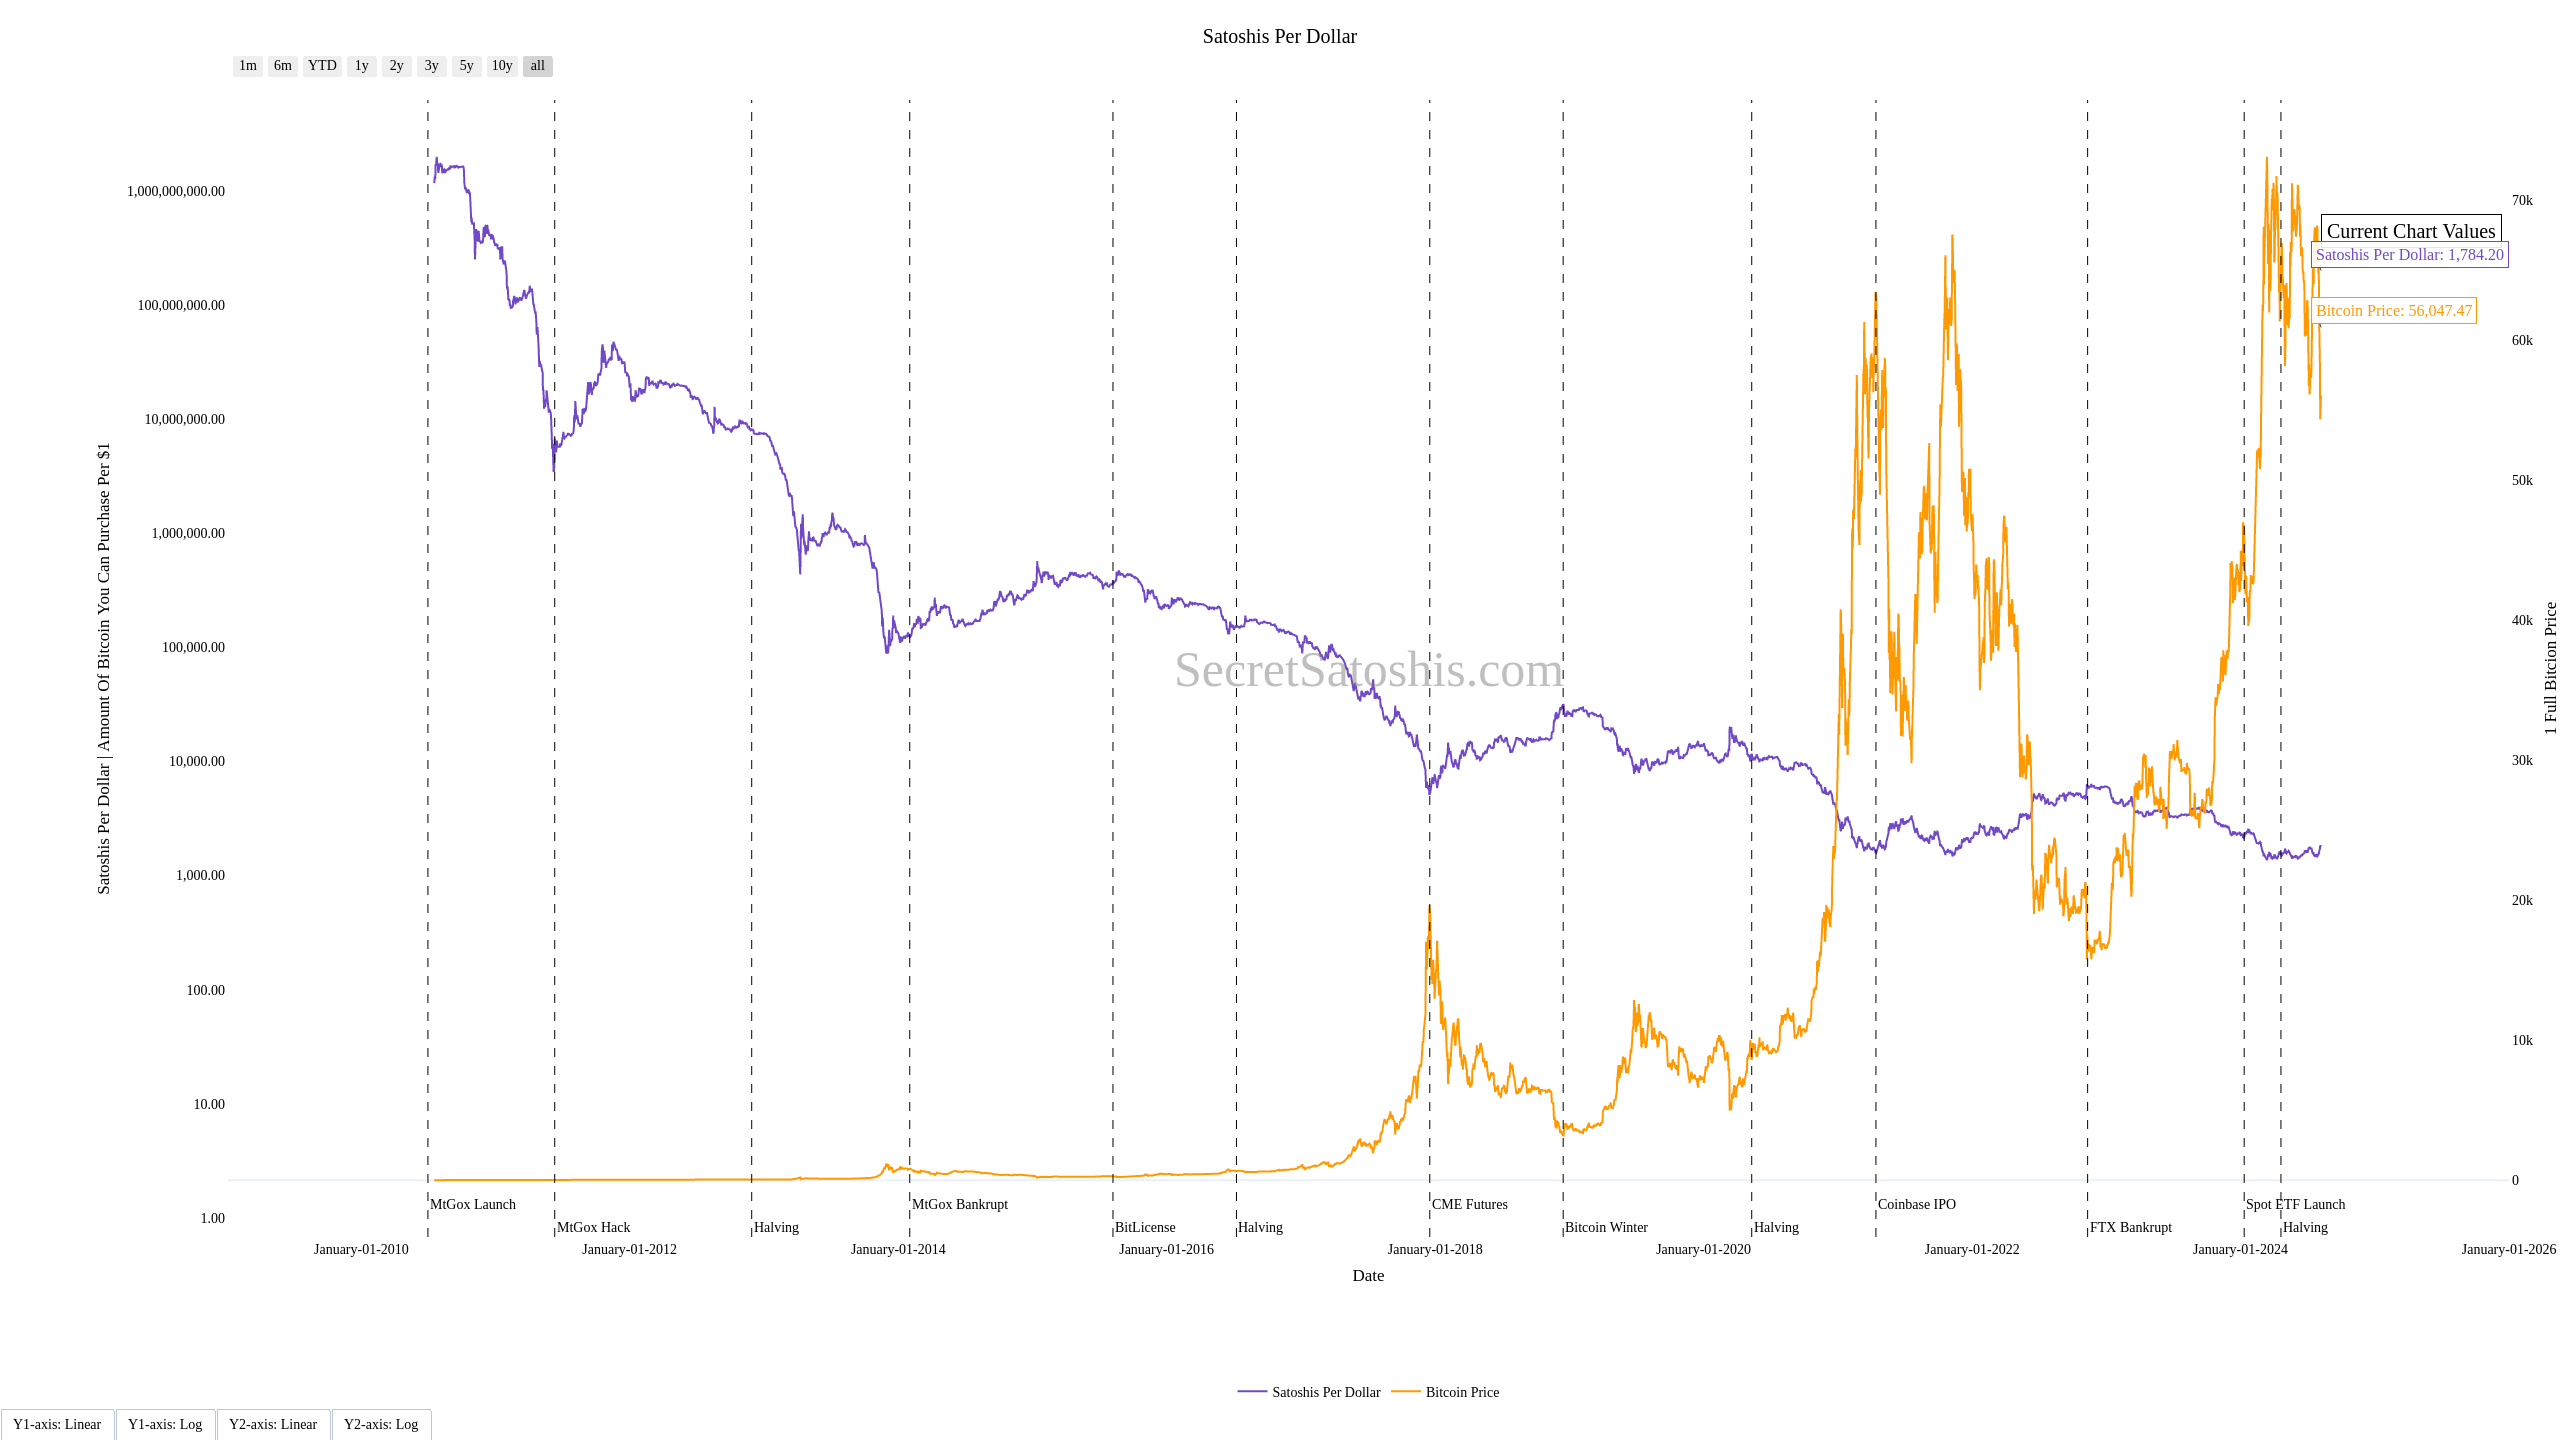 Satoshis Per Dollar
1m 6m YTD 1y 2y 3y 5y 10y all
1,000,000,000.00
100,000,000.00
10,000,000.00
1,000,000.00
100,000.00
10,000.00
1,000.00
100.00
10.00
1.00
Satoshis Per Dollar | Amount Of Bitcoin You Can Purchase Per $1
70k
60k
50k
40k
30k
20k
10k
0
1 Full Bitcion Price
Current Chart Values
Satoshis Per Dollar: 1,784.20
Bitcoin Price: 56,047.47
SecretSatoshis.com
MtGox Launch
MtGox Hack
Halving
MtGox Bankrupt
BitLicense
Halving
CME Futures
Bitcoin Winter
Halving
Coinbase IPO
FTX Bankrupt
Spot ETF Launch
Halving
January-01-2010 January-01-2012 January-01-2014 January-01-2016 January-01-2018 January-01-2020 January-01-2022 January-01-2024 January-01-2026
Date
Satoshis Per Dollar Bitcoin Price
Y1-axis: Linear Y1-axis: Log Y2-axis: Linear Y2-axis: Log